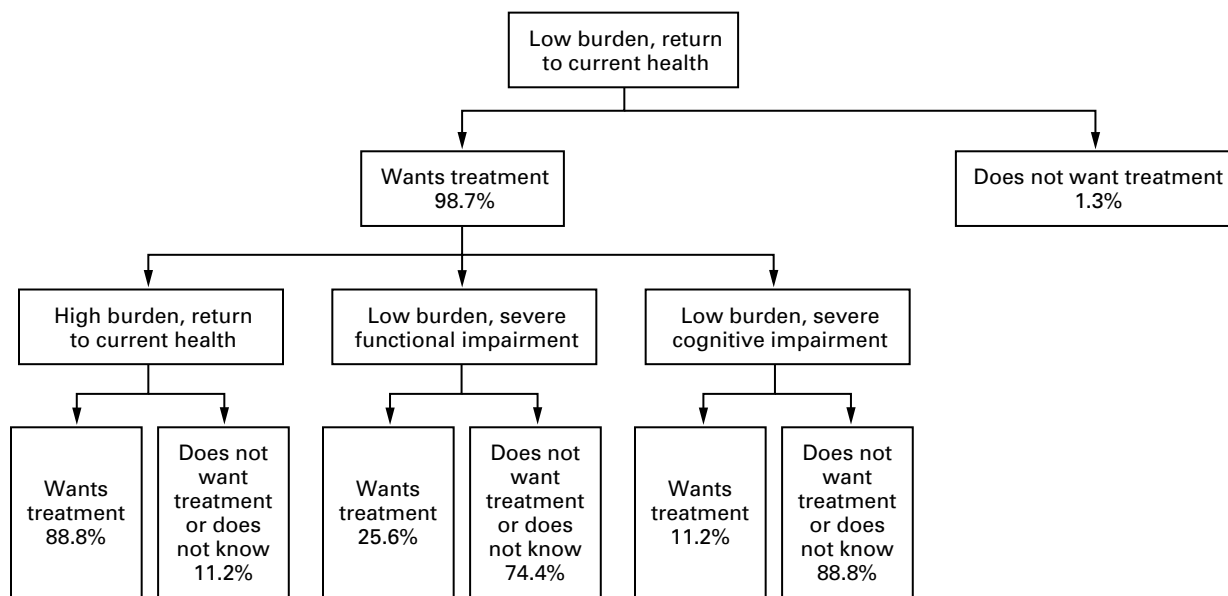 Low burden, return
to current health
Wants treatment
98.7%
Does not want treatment
1.3%
High burden, return
to current health
Low burden, severe
functional impairment
Low burden, severe
cognitive impairment
Wants
treatment
88.8%
Does not
want
treatment
or does
not know
11.2%
Wants
treatment
25.6%
Does not
want
treatment
or does
not know
74.4%
Wants
treatment
11.2%
Does not
want
treatment
or does
not know
88.8%